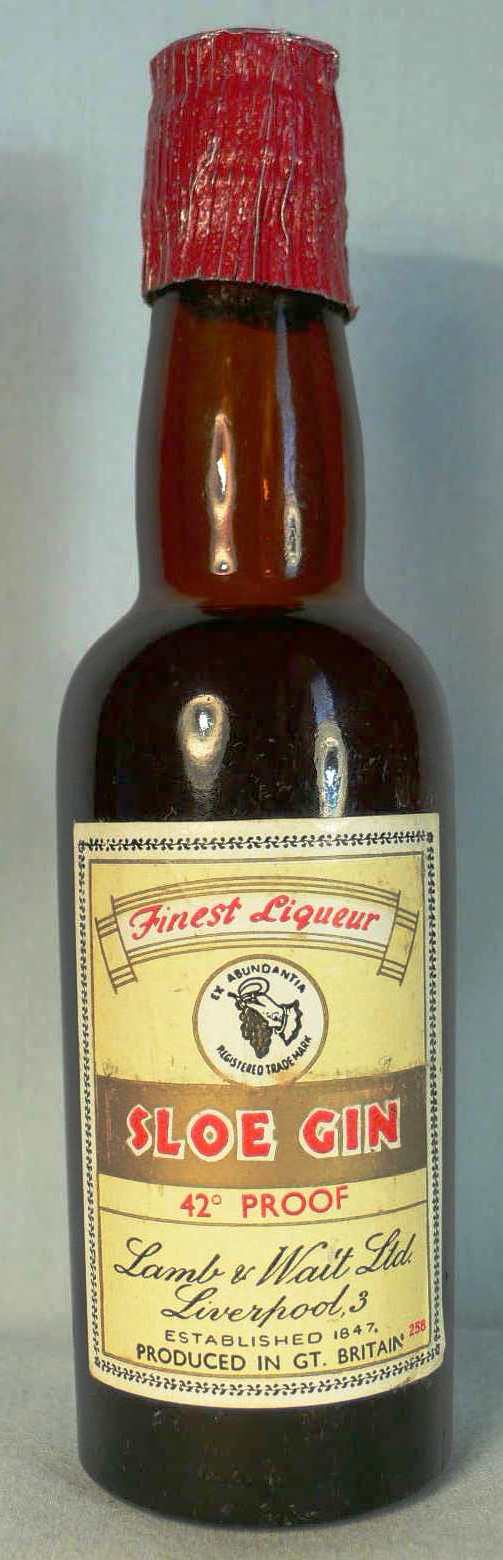 Finest Liqueur
EX ABUNDANTIA
REGISTERED TRADE MARK
SLOE GIN
42° PROOF
Lamb & Wait Ltd.
Liverpool, 3
ESTABLISHED 1847.
PRODUCED IN GT. BRITAIN 258